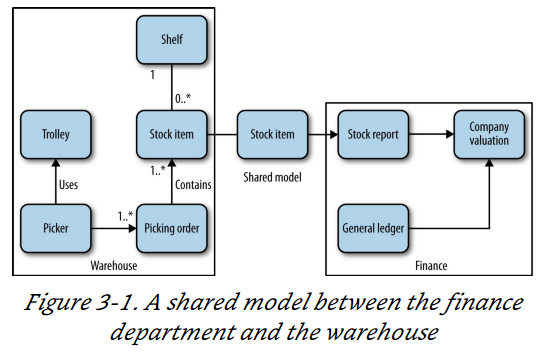 Shelf
1
0..*
Trolley
Stock item
Stock item
Stock report
Company
valuation
1..*
Contains
Shared model
Uses
1..*
Picker
Picking order
General ledger
Warehouse
Finance
Figure 3-1. A shared model between the finance
department and the warehouse